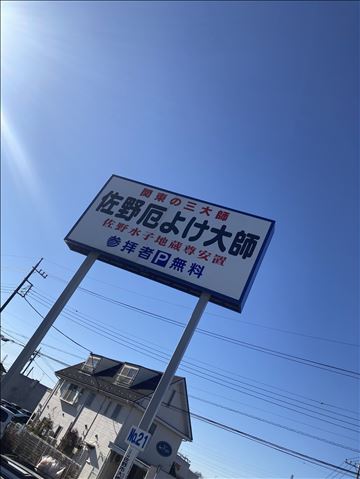 関東の三大師
佐野厄よけ大師
佐野水子地蔵尊安置
参拝者P無料
No.21